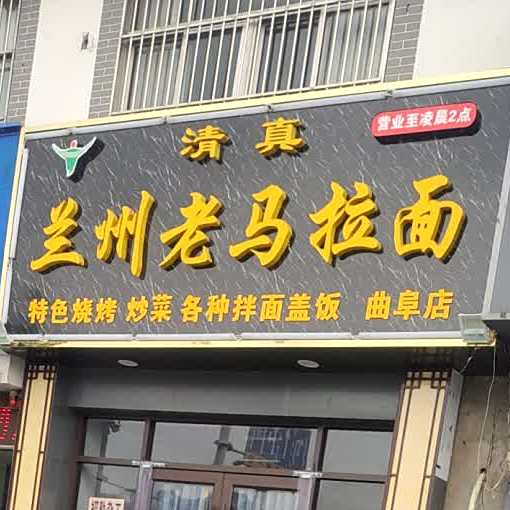 清真
营业至凌晨2点
兰州老马拉面
特色烧烤 炒菜 各种拌面盖饭 曲阜店